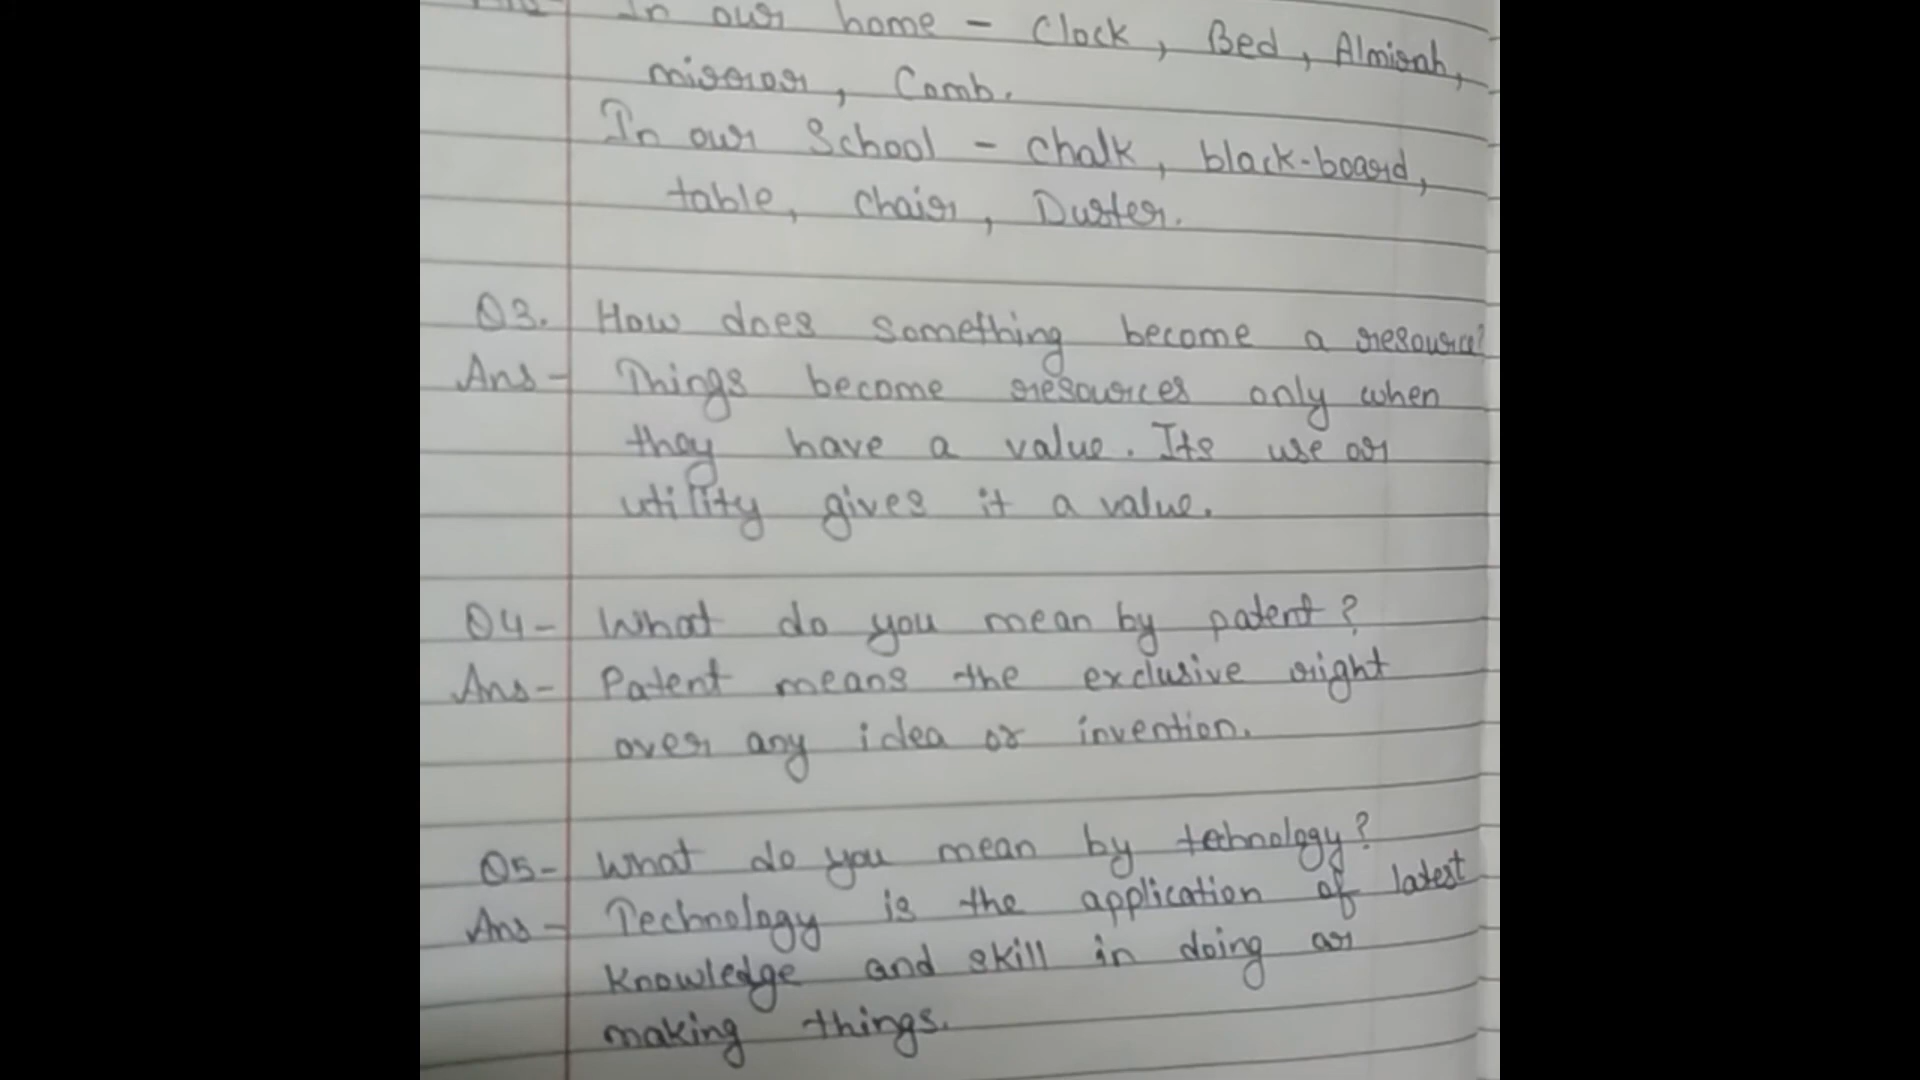 In our home - Clock, Bed, Almirah,
mirror, Comb.
In our School - chalk, black-board,
table, chair, Duster.
Q3. How does something become a resource?
Ans- Things become resources only when
they have a value. Its use or
utility gives it a value.
Q4- What do you mean by patent?
Ans- Patent means the exclusive right
over any idea or invention.
Q5- What do you mean by technology?
Ans- Technology is the application of latest
knowledge and skill in doing or
making things.